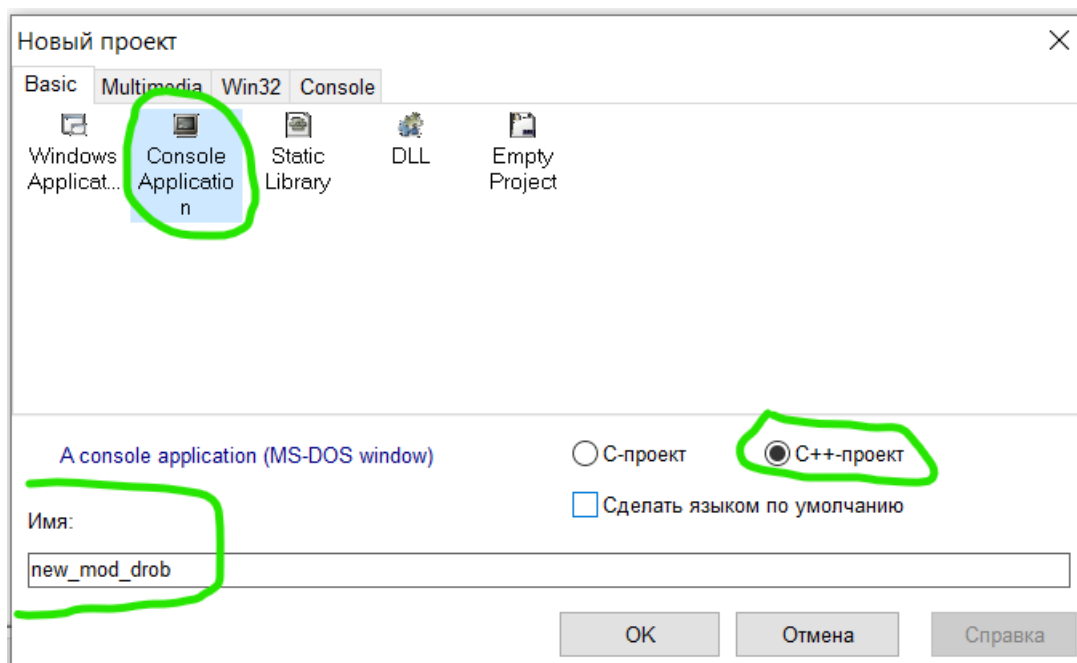 Новый проект
Basic Multimedia Win32 Console
Windows Console Static DLL Empty
Applicat... Applicatio Library Project
n
A console application (MS-DOS window)
С-проект С++-проект
Сделать языком по умолчанию
Имя:
new_mod_drob
OK Отмена Справка